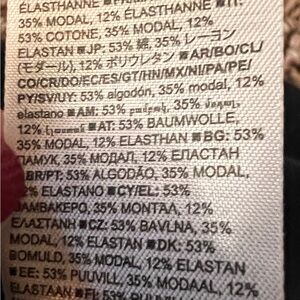 ÉLASTHANNE
35% MODAL, 12% ÉLASTHANNE ■IT:
53% COTONE, 35% MODAL, 12%
ELASTAN ■JP: 53% 綿, 35% レーヨン
(モダール), 12% ポリウレタン ■AR/BO/CL/
CO/CR/DO/EC/ES/GT/HN/MX/NI/PA/PE/
PY/SV/UY: 53% algodón, 35% modal, 12%
elastano ■AM: 53% բամբակ, 35% մոդալ,
12% ■AT: 53% BAUMWOLLE,
35% MODAL, 12% ELASTHAN ■BG: 53%
ПАМУК, 35% МОДАЛ, 12% ЕЛАСТАН
■BR/PT: 53% ALGODÃO, 35% MODAL,
12% ELASTANO ■CY/EL: 53%
ΒΑΜΒΑΚΕΡΟ, 35% ΜΟΝΤΑΛ, 12%
ΕΛΑΣΤΑΝΗ ■CZ: 53% BAVLNA, 35%
MODAL, 12% ELASTAN ■DK: 53%
BOMULD, 35% MODAL, 12% ELASTAN
■EE: 53% PUUVILL, 35% MODAAL, 12%
ELASTAAN ■FI: 53%